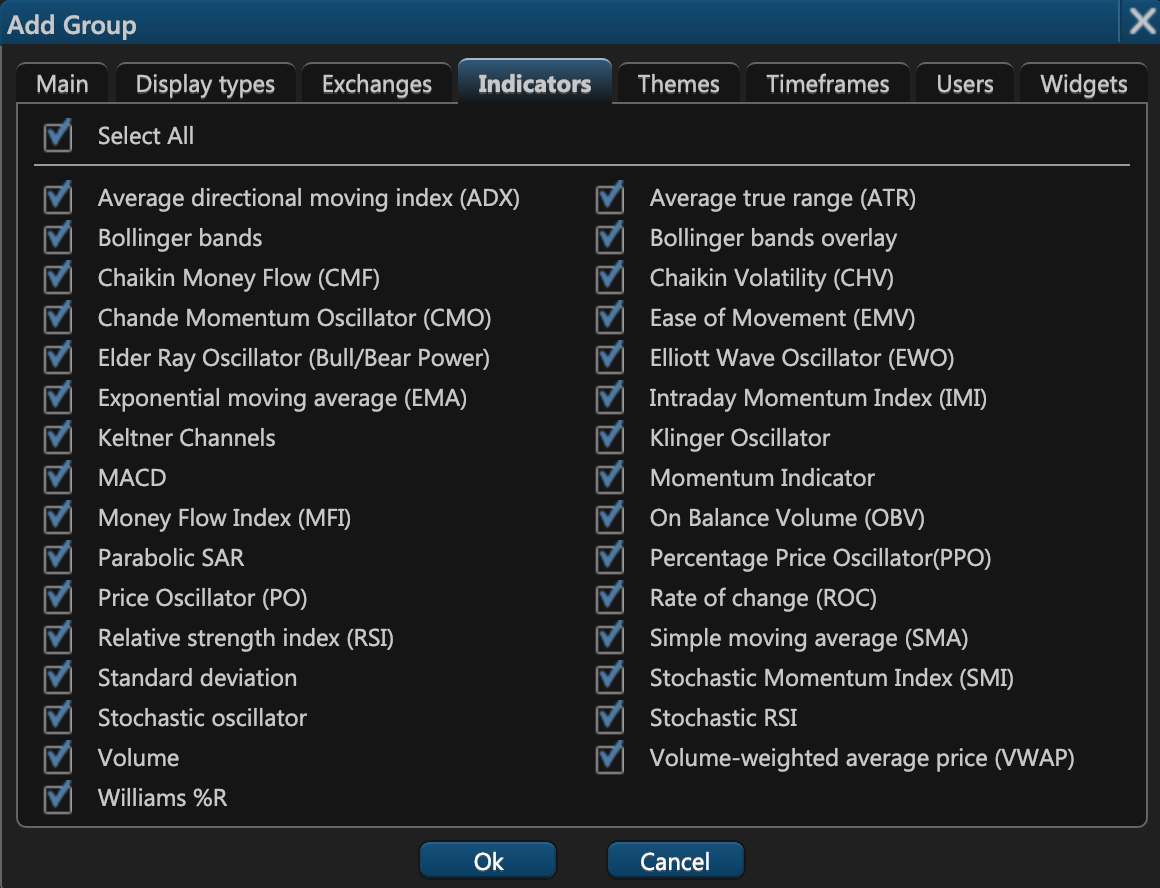 Add Group
Main Display types Exchanges Indicators Themes Timeframes Users Widgets
Select All
Average directional moving index (ADX) Average true range (ATR)
Bollinger bands Bollinger bands overlay
Chaikin Money Flow (CMF) Chaikin Volatility (CHV)
Chande Momentum Oscillator (CMO) Ease of Movement (EMV)
Elder Ray Oscillator (Bull/Bear Power) Elliott Wave Oscillator (EWO)
Exponential moving average (EMA) Intraday Momentum Index (IMI)
Keltner Channels Klinger Oscillator
MACD Momentum Indicator
Money Flow Index (MFI) On Balance Volume (OBV)
Parabolic SAR Percentage Price Oscillator(PPO)
Price Oscillator (PO) Rate of change (ROC)
Relative strength index (RSI) Simple moving average (SMA)
Standard deviation Stochastic Momentum Index (SMI)
Stochastic oscillator Stochastic RSI
Volume Volume-weighted average price (VWAP)
Williams %R
Ok Cancel